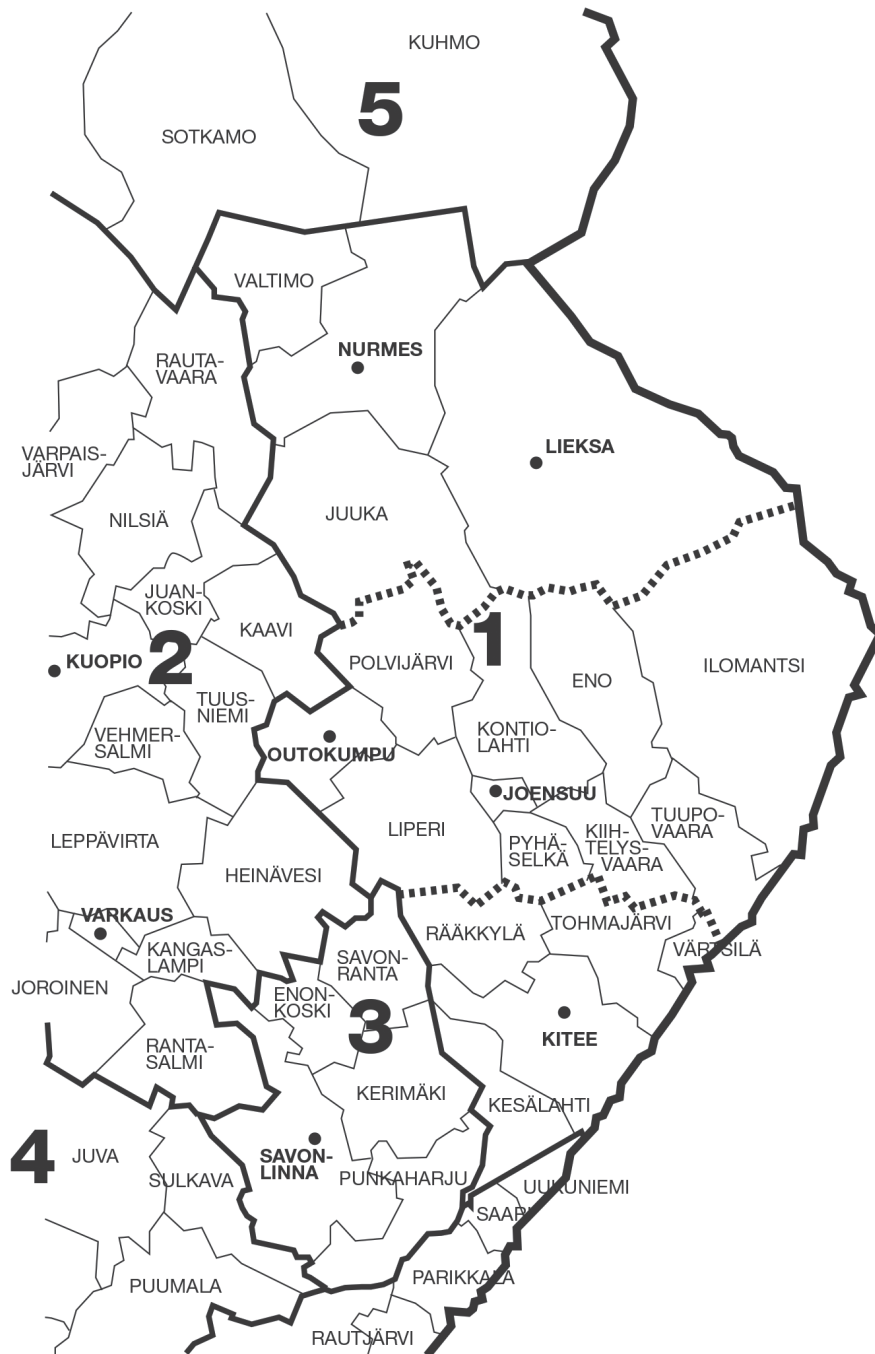 KUHMO
5
SOTKAMO
VALTIMO
NURMES
RAUTA-
VAARA
LIEKSA
VARPAIS-
JÄRVI
NILSIÄ
JUUKA
JUAN-
KOSKI
KAAVI
1
2
KUOPIO
POLVIJÄRVI
ILOMANTSI
ENO
TUUS-
NIEMI
VEHMER-
SALMI
KONTIO-
LAHTI
OUTOKUMPU
JOENSUU
TUUPO-
VAARA
LEPPÄVIRTA
LIPERI
PYHÄ-
SELKÄ
KIIH-
TELYS-
VAARA
HEINÄVESI
VARKAUS
RÄÄKKYLÄ
TOHMAJÄRVI
KANGAS-
LAMPI
SAVON-
RANTA
VÄRTSILÄ
JOROINEN
ENON-
KOSKI
3
RANTA-
SALMI
KITEE
KERIMÄKI
KESÄLAHTI
4
JUVA
SAVON-
LINNA
SULKAVA
PUNKAHARJU
UUKUNIEMI
SAARI
PUUMALA
PARIKKALA
RAUTJÄRVI